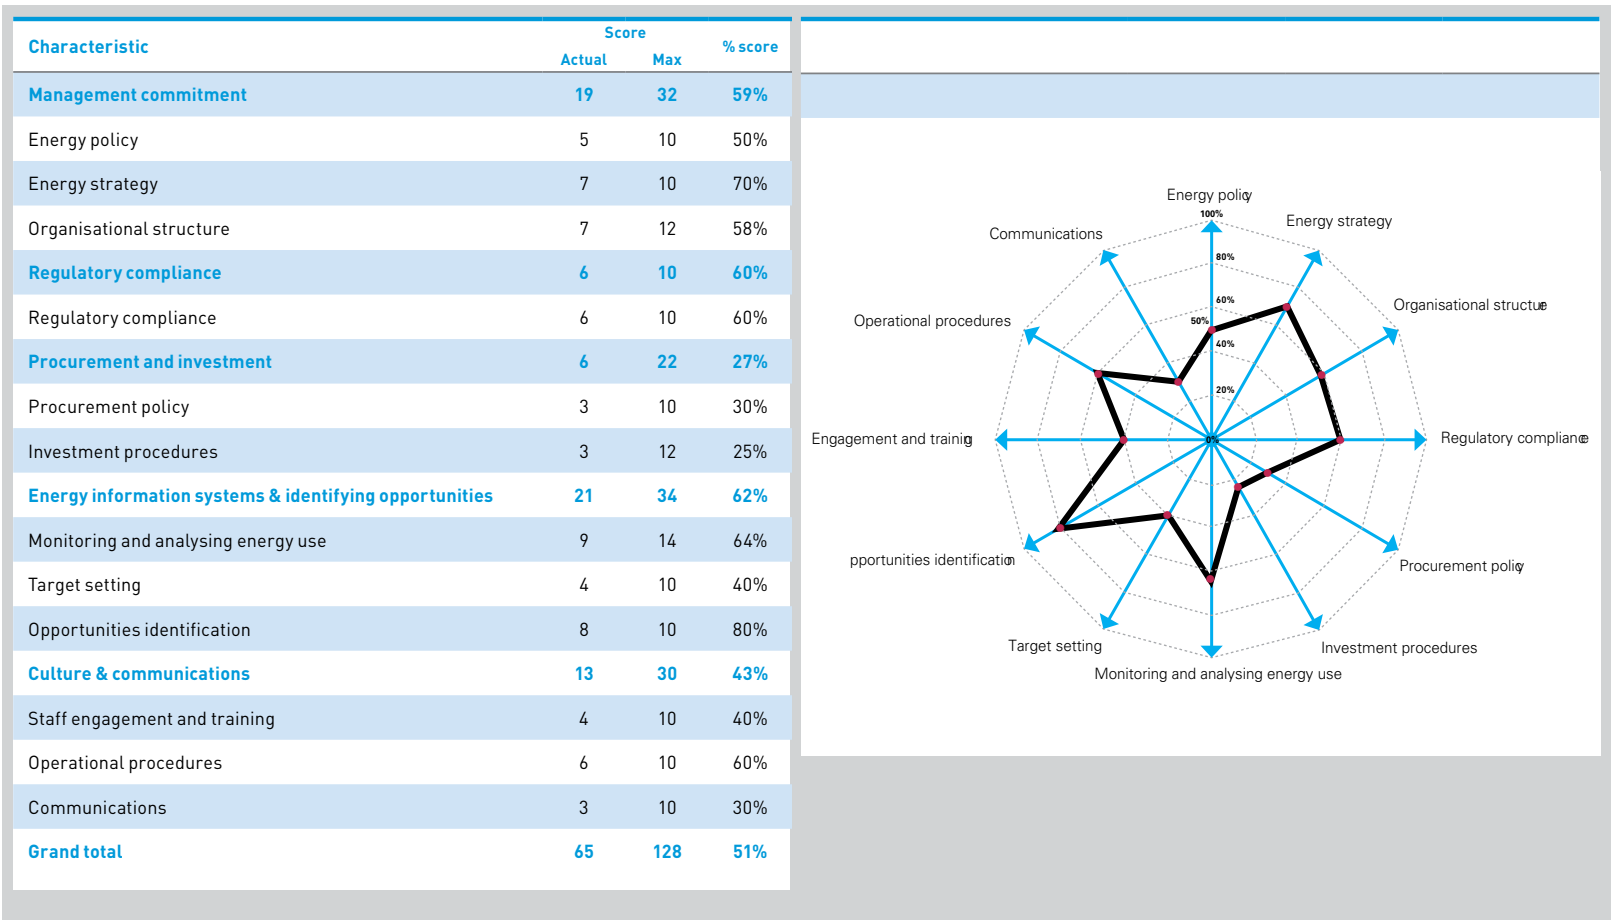 Characteristic Score % score
Actual Max
Management commitment 19 32 59%
Energy policy 5 10 50%
Energy strategy 7 10 70%
Organisational structure 7 12 58%
Regulatory compliance 6 10 60%
Regulatory compliance 6 10 60%
Procurement and investment 6 22 27%
Procurement policy 3 10 30%
Investment procedures 3 12 25%
Energy information systems & identifying opportunities 21 34 62%
Monitoring and analysing energy use 9 14 64%
Target setting 4 10 40%
Opportunities identification 8 10 80%
Culture & communications 13 30 43%
Staff engagement and training 4 10 40%
Operational procedures 6 10 60%
Communications 3 10 30%
Grand total 65 128 51%
Energy policy
100%
Energy strategy
Communications
80%
60%
Organisational structure
Operational procedures
50%
40%
20%
Engagement and training
0%
Regulatory compliance
pportunities identification
Procurement policy
Target setting
Investment procedures
Monitoring and analysing energy use